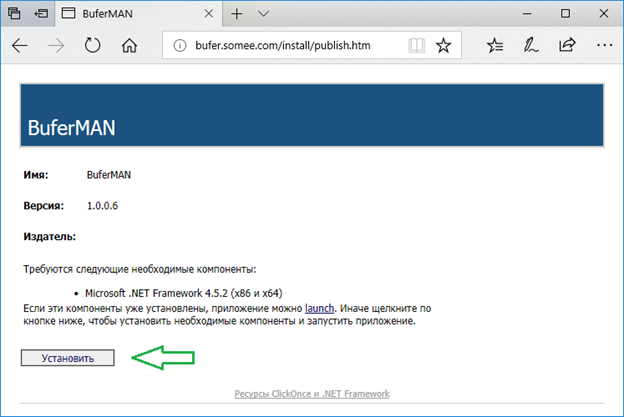 BuferMAN
bufer.somee.com/install/publish.htm
BuferMAN
Имя: BuferMAN
Версия: 1.0.0.6
Издатель:
Требуются следующие необходимые компоненты:
• Microsoft .NET Framework 4.5.2 (x86 и x64)
Если эти компоненты уже установлены, приложение можно launch. Иначе щелкните по
кнопке ниже, чтобы установить необходимые компоненты и запустить приложение.
Установить
Ресурсы ClickOnce и .NET Framework